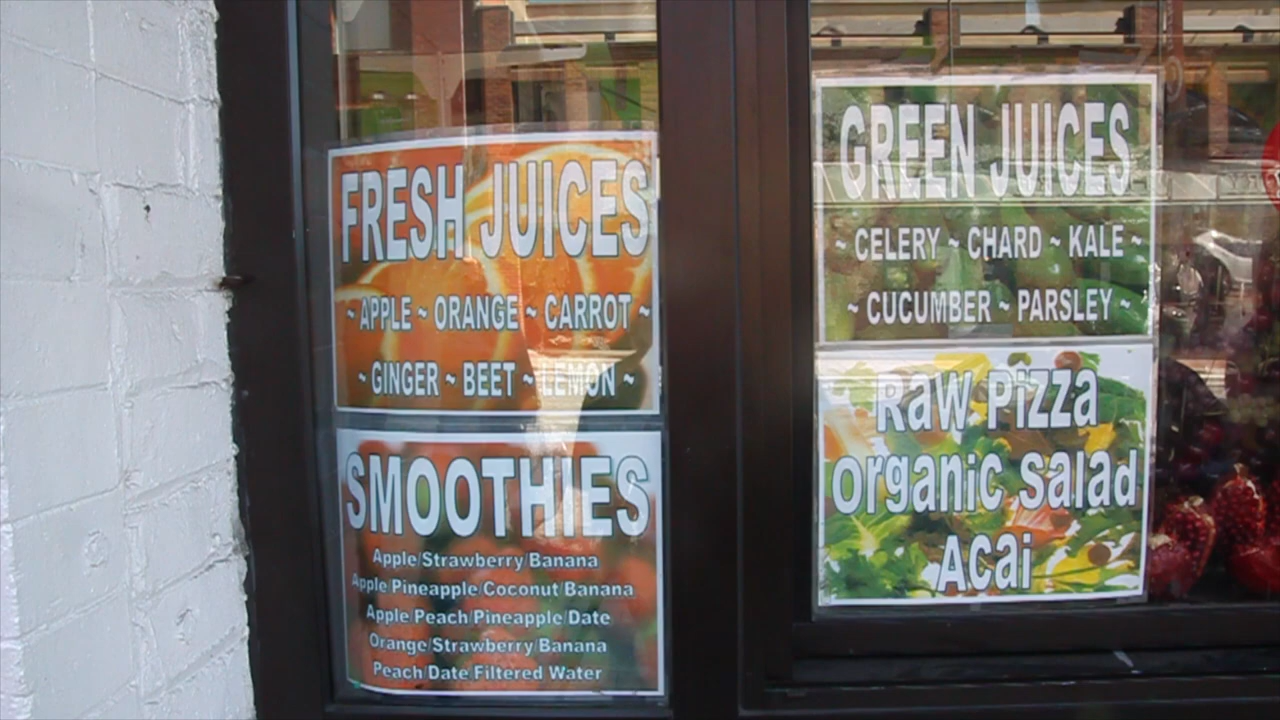 FRESH JUICES
~ APPLE ~ ORANGE ~ CARROT ~
~ GINGER ~ BEET ~ LEMON ~
SMOOTHIES
Apple/Strawberry/Banana
Apple Pineapple/Coconut Banana
Apple Peach/Pineapple Date
Orange/Strawberry/Banana
Peach/Date/Filtered Water
GREEN JUICES
~ CELERY ~ CHARD ~ KALE ~
~ CUCUMBER ~ PARSLEY ~
Raw Pizza
Organic Salad
Acai